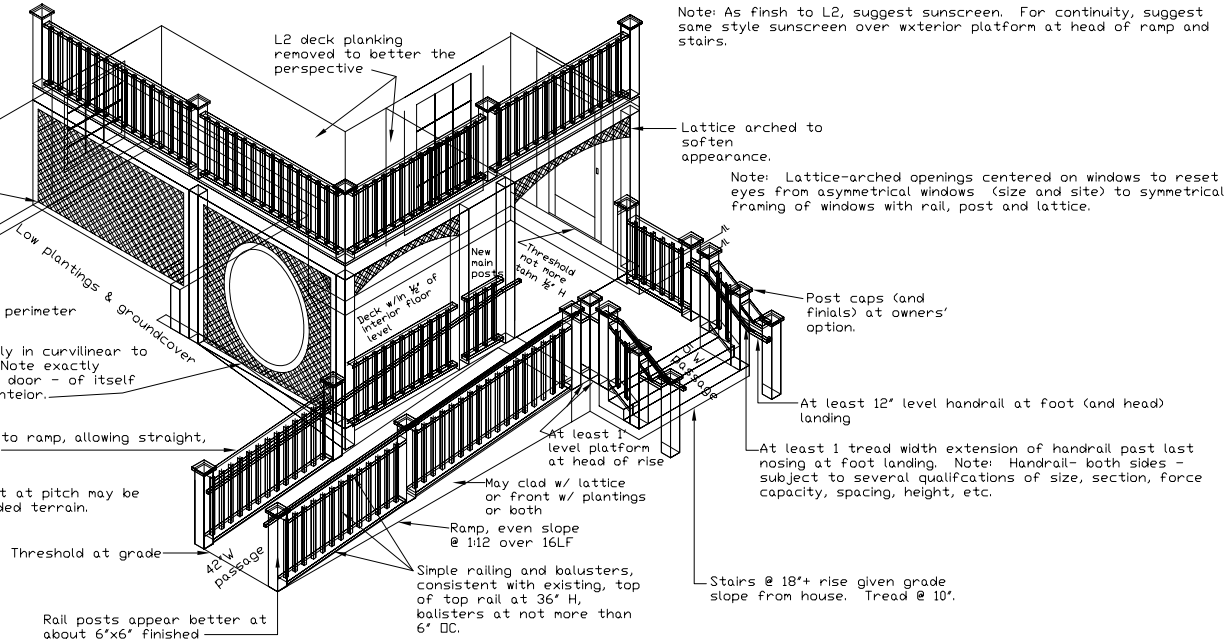 Note: As finsh to L2, suggest sunscreen. For continuity, suggest
same style sunscreen over wxterior platform at head of ramp and
stairs.
L2 deck planking
removed to better the
perspective
Lattice arched to
soften
appearance.
Note: Lattice-arched openings centered on windows to reset
eyes from asymmetrical windows (size and site) to symmetrical
framing of windows with rail, post and lattice.
Low plantings & groundcover
New
main
posts
Threshold
not more
tahn ½" H
Deck w/in ½" of
interior floor
level
Post caps (and
finials) at owners'
option.
perimeter
ly in curvilinear to
Note exactly
door - of itself
nteior.
W
passage
At least 12" level handrail at foot (and head)
landing
to ramp, allowing straight,
At least 1'
level platform
at head of rise
At least 1 tread width extension of handrail past last
nosing at foot landing. Note: Handrail- both sides -
subject to several qualifcations of size, section, force
capacity, spacing, height, etc.
t at pitch may be
ded terrain.
May clad w/ lattice
or front w/ plantings
or both
Ramp, even slope
@ 1:12 over 16LF
Threshold at grade
42"W
passage
Simple railing and balusters,
consistent with existing, top
of top rail at 36" H,
balisters at not more than
6" □C.
Stairs @ 18"+ rise given grade
slope from house. Tread @ 10".
Rail posts appear better at
about 6"x6" finished